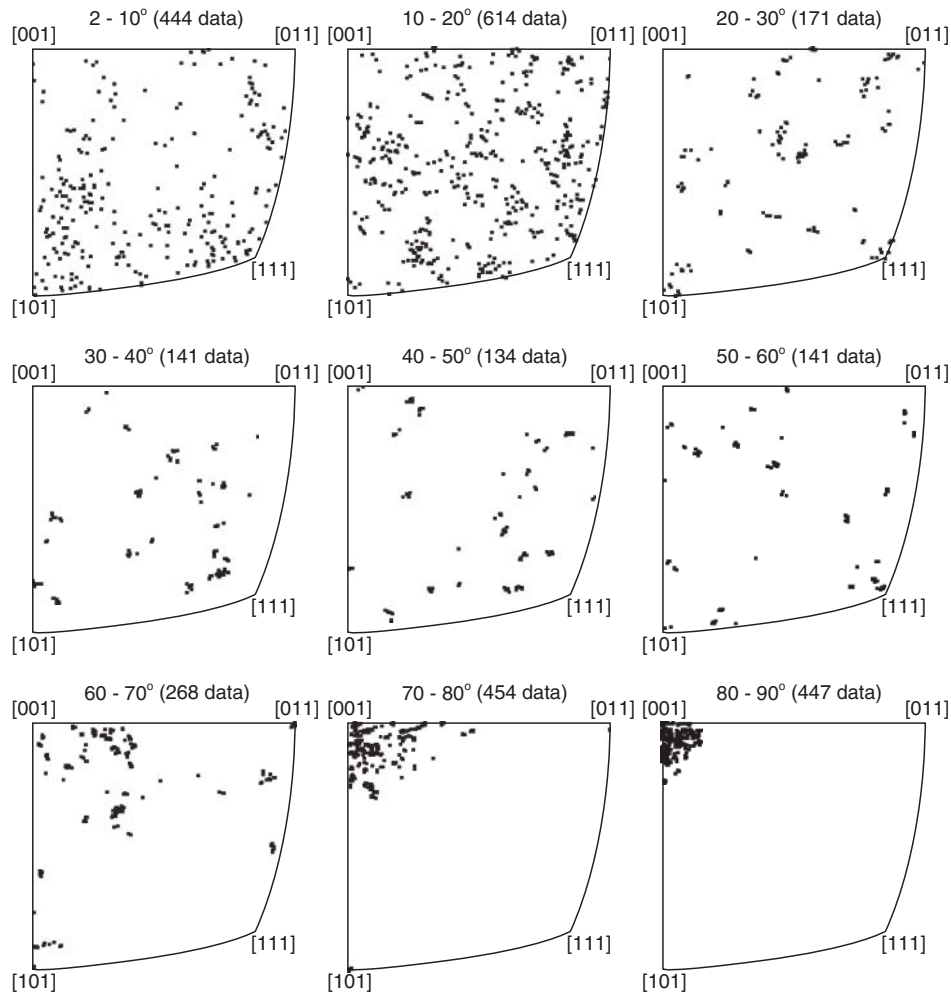 2 - 10° (444 data) 10 - 20° (614 data) 20 - 30° (171 data)
[001] [011] [001] [011] [001] [011]
[111] [111] [111]
[101] [101] [101]
30 - 40° (141 data) 40 - 50° (134 data) 50 - 60° (141 data)
[001] [011] [001] [011] [001] [011]
[111] [111] [111]
[101] [101] [101]
60 - 70° (268 data) 70 - 80° (454 data) 80 - 90° (447 data)
[001] [011] [001] [011] [001] [011]
[111] [111] [111]
[101] [101] [101]